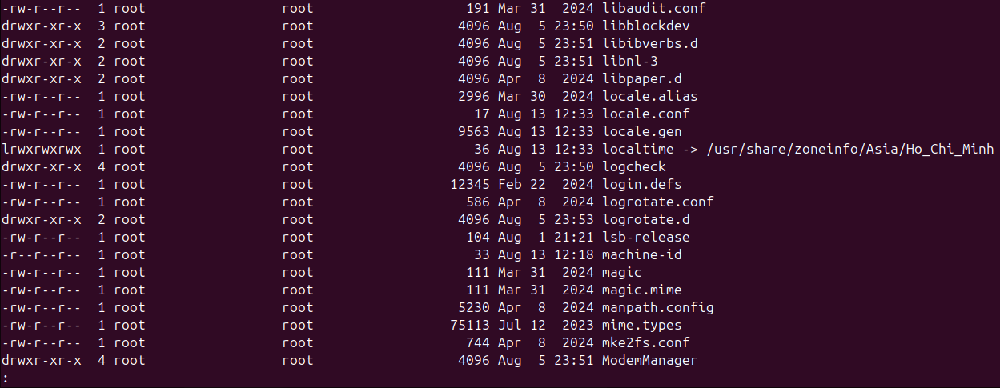 -rw-r--r--  1 root                 root                   191 Mar 31  2024 libaudit.conf
drwxr-xr-x  3 root                 root                  4096 Aug  5 23:50 libblockdev
drwxr-xr-x  2 root                 root                  4096 Aug  5 23:51 libibverbs.d
drwxr-xr-x  2 root                 root                  4096 Aug  5 23:51 libnl-3
drwxr-xr-x  2 root                 root                  4096 Apr  8  2024 libpaper.d
-rw-r--r--  1 root                 root                  2996 Mar 30  2024 locale.alias
-rw-r--r--  1 root                 root                    17 Aug 13 12:33 locale.conf
-rw-r--r--  1 root                 root                  9563 Aug 13 12:33 locale.gen
lrwxrwxrwx  1 root                 root                    36 Aug 13 12:33 localtime -> /usr/share/zoneinfo/Asia/Ho_Chi_Minh
drwxr-xr-x  4 root                 root                  4096 Aug  5 23:50 logcheck
-rw-r--r--  1 root                 root                 12345 Feb 22  2024 login.defs
-rw-r--r--  1 root                 root                   586 Apr  8  2024 logrotate.conf
drwxr-xr-x  2 root                 root                  4096 Aug  5 23:53 logrotate.d
-rw-r--r--  1 root                 root                   104 Aug  1 21:21 lsb-release
-r--r--r--  1 root                 root                    33 Aug 13 12:18 machine-id
-rw-r--r--  1 root                 root                   111 Mar 31  2024 magic
-rw-r--r--  1 root                 root                   111 Mar 31  2024 magic.mime
-rw-r--r--  1 root                 root                  5230 Apr  8  2024 manpath.config
-rw-r--r--  1 root                 root                 75113 Jul 12  2023 mime.types
-rw-r--r--  1 root                 root                   744 Apr  8  2024 mke2fs.conf
drwxr-xr-x  4 root                 root                  4096 Aug  5 23:51 ModemManager
: